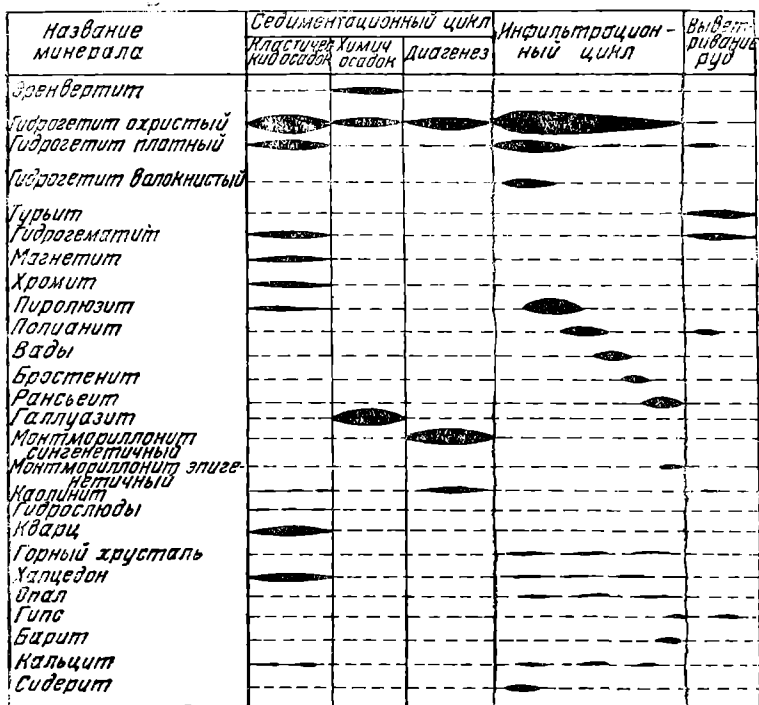 Название
минерала
Седиментационный цикл
Кластичес
кий осадок
Химич
осадок
Диагенез
Инфильтрацион-
ный цикл
Вывет-
ривание
руд
Эренвертит
Гидрогетит охристый
Гидрогетит плотный
Гидрогетит волокнистый
Турьит
Гидрогематит
Магнетит
Хромит
Пиролюзит
Полианит
Вады
Бростенит
Рансьеит
Галлуазит
Монтмориллонит
сингенетичный
Монтмориллонит эпиге-
нетичный
Каолинит
Гидрослюды
Кварц
Горный хрусталь
Халцедон
Опал
Гипс
Барит
Кальцит
Сидерит